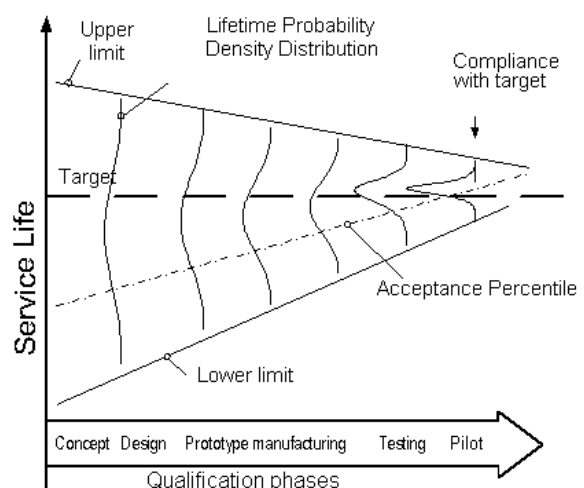 Upper
limit
Lifetime Probability
Density Distribution
Compliance
with target
Target
Service Life
Acceptance Percentile
Lower limit
Concept Design Prototype manufacturing Testing Pilot
Qualification phases